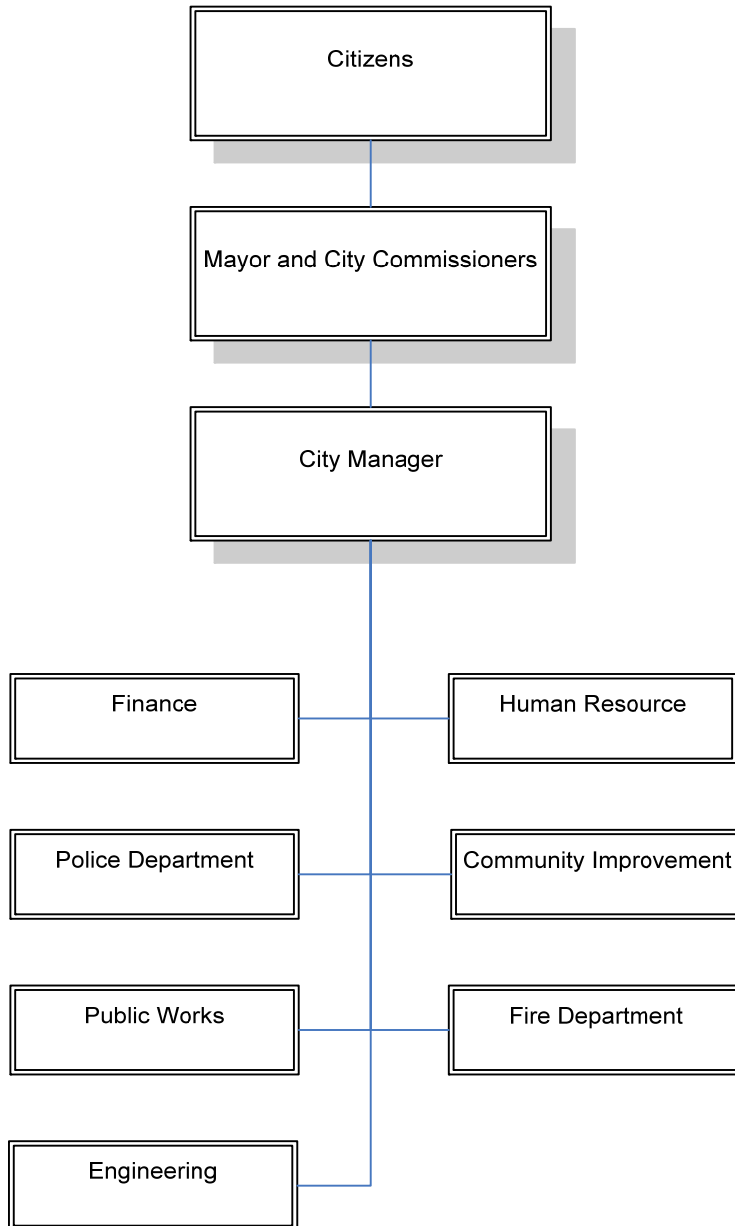 Citizens
Mayor and City Commissioners
City Manager
Finance
Human Resource
Police Department
Community Improvement
Public Works
Fire Department
Engineering